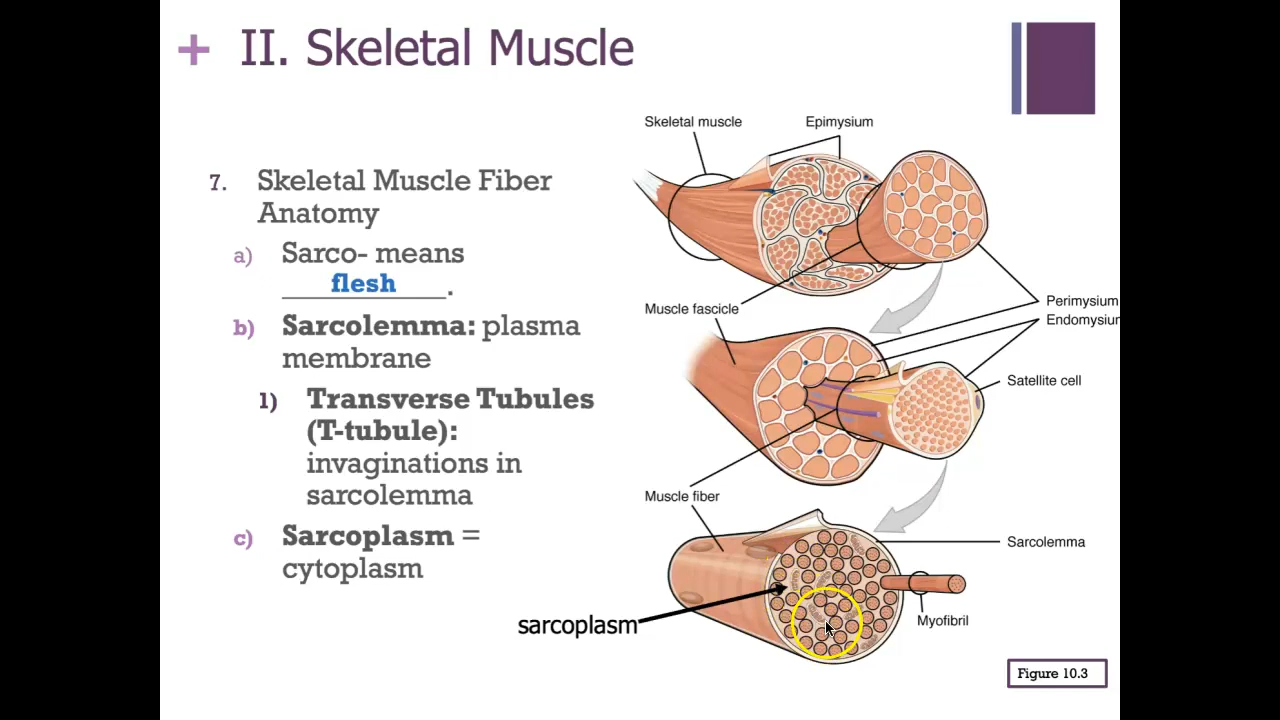 + II. Skeletal Muscle
7. Skeletal Muscle Fiber
Anatomy
a) Sarco- means
flesh.
b) Sarcolemma: plasma
membrane
1) Transverse Tubules
(T-tubule):
invaginations in
sarcolemma
c) Sarcoplasm =
cytoplasm
Skeletal muscle
Epimysium
Muscle fascicle
Perimysium
Endomysiun
Satellite cell
Muscle fiber
Sarcolemma
sarcoplasm
Myofibril
Figure 10.3